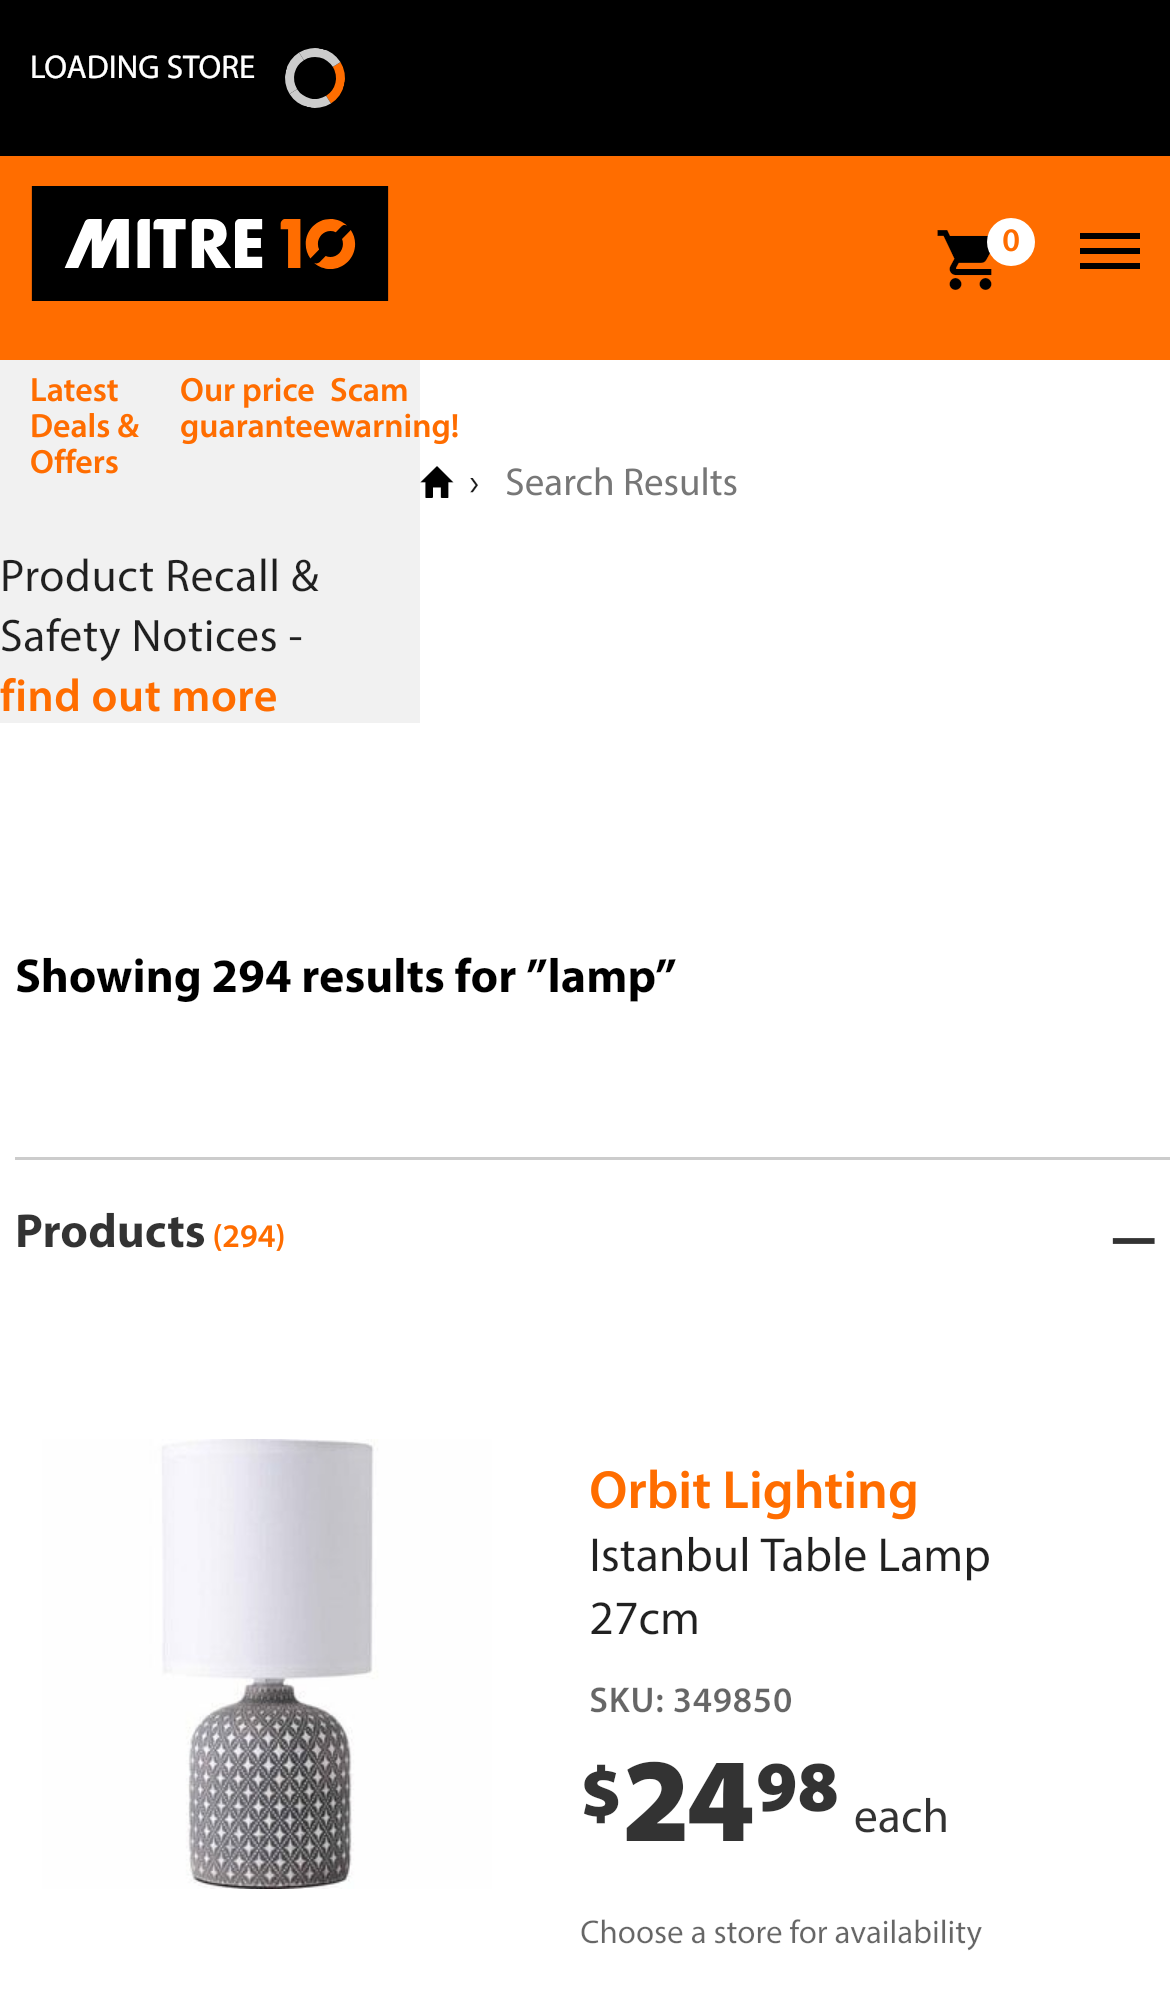 LOADING STORE
MITRE 10
0
Latest
Deals &
Offers
Our price
guarantee
Scam
warning!
› Search Results
Product Recall &
Safety Notices -
find out more
Showing 294 results for ”lamp”
Products (294)
Orbit Lighting
Istanbul Table Lamp
27cm
SKU: 349850
$2498 each
Choose a store for availability